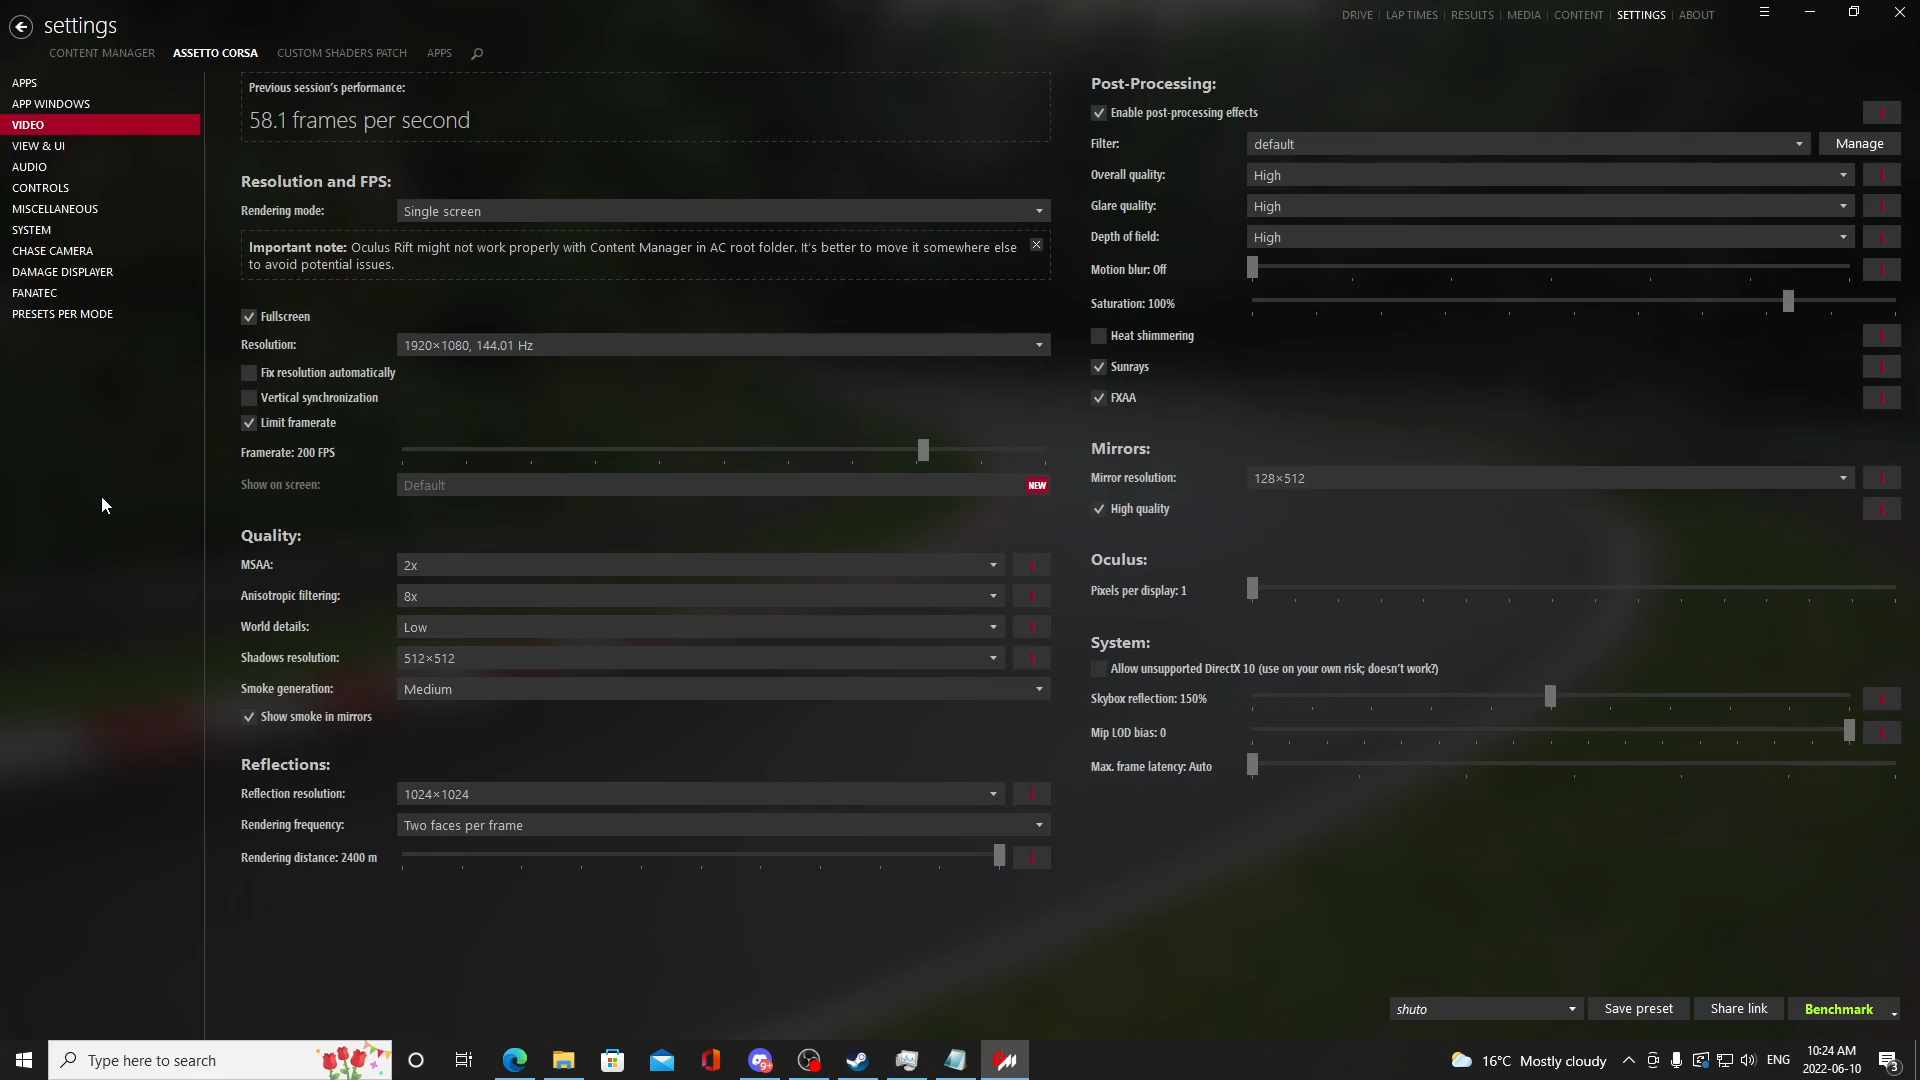 settings
DRIVE | LAP TIMES | RESULTS | MEDIA | CONTENT | SETTINGS | ABOUT
CONTENT MANAGER ASSETTO CORSA CUSTOM SHADERS PATCH APPS
APPS
APP WINDOWS
VIDEO
VIEW & UI
AUDIO
CONTROLS
MISCELLANEOUS
SYSTEM
CHASE CAMERA
DAMAGE DISPLAYER
FANATEC
PRESETS PER MODE
Previous session's performance:
58.1 frames per second
Resolution and FPS:
Rendering mode: Single screen
Important note: Oculus Rift might not work properly with Content Manager in AC root folder. It's better to move it somewhere else
to avoid potential issues.
Fullscreen
Resolution: 1920×1080, 144.01 Hz
Fix resolution automatically
Vertical synchronization
Limit framerate
Framerate: 200 FPS
Show on screen: Default NEW
Quality:
MSAA: 2x
Anisotropic filtering: 8x
World details: Low
Shadows resolution: 512×512
Smoke generation: Medium
Show smoke in mirrors
Reflections:
Reflection resolution: 1024×1024
Rendering frequency: Two faces per frame
Rendering distance: 2400 m
Post-Processing:
Enable post-processing effects
Filter: default Manage
Overall quality: High
Glare quality: High
Depth of field: High
Motion blur: Off
Saturation: 100%
Heat shimmering
Sunrays
FXAA
Mirrors:
Mirror resolution: 128×512
High quality
Oculus:
Pixels per display: 1
System:
Allow unsupported DirectX 10 (use on your own risk; doesn't work?)
Skybox reflection: 150%
Mip LOD bias: 0
Max. frame latency: Auto
shuto Save preset Share link Benchmark
Type here to search
9+
16°C Mostly cloudy
ENG
10:24 AM
2022-06-10
3